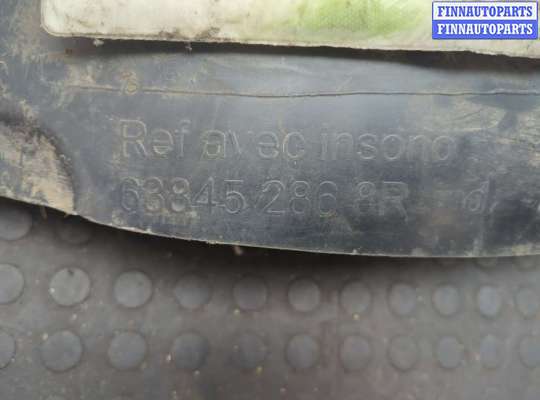 FINNAUTOPARTS
FINNAUTOPARTS
Ref avec insono
63845 286 8R d